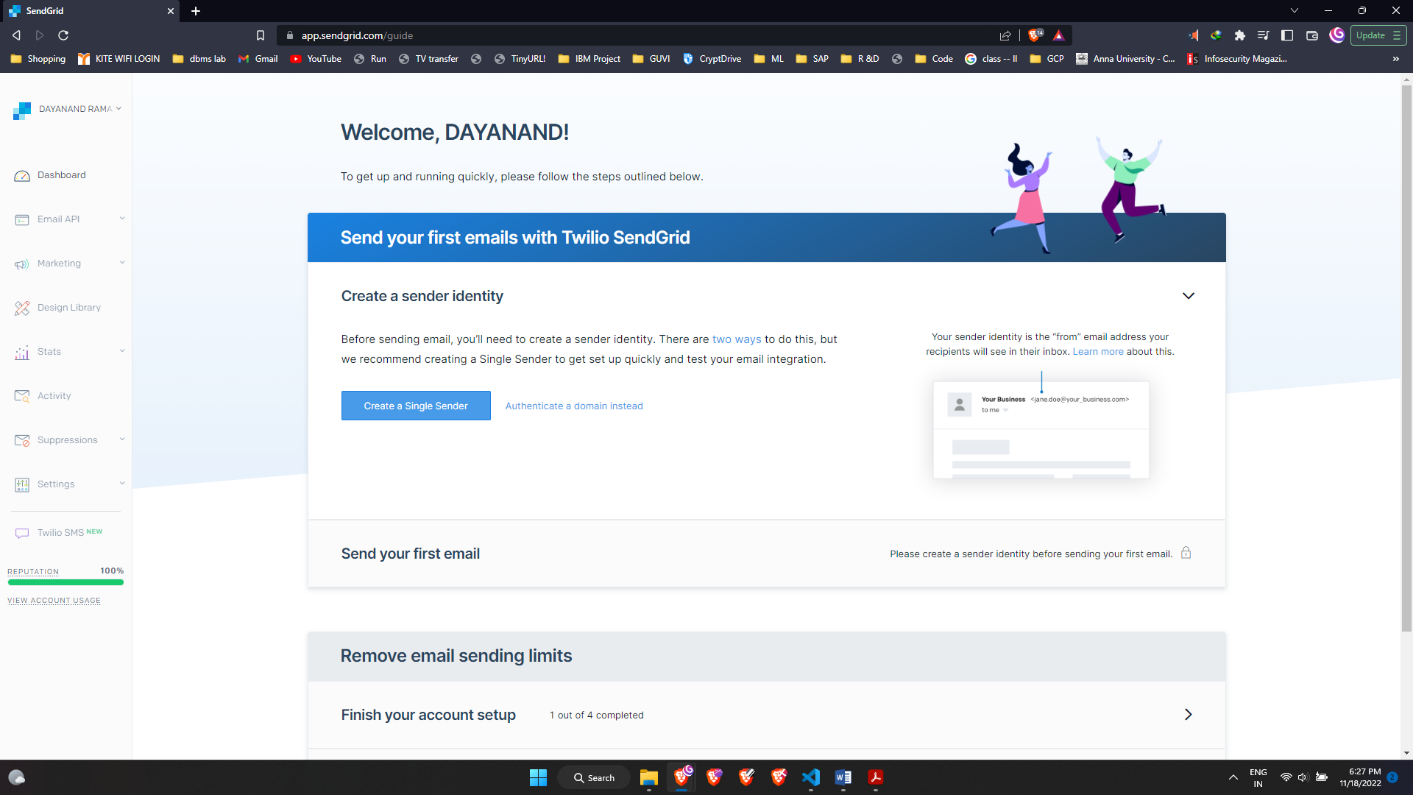 SendGrid
app.sendgrid.com/guide
14
Update
Shopping
KITE WIFI LOGIN
dbms lab
Gmail
YouTube
Run
TV transfer
TinyURL!
IBM Project
GUVI
CryptDrive
ML
SAP
R &D
Code
class -- II
GCP
Anna University - C...
Infosecurity Magazi...
»
DAYANAND RAMA
Dashboard
Email API
Marketing
Design Library
Stats
Activity
Suppressions
Settings
Twilio SMS NEW
REPUTATION 100%
VIEW ACCOUNT USAGE
Welcome, DAYANAND!
To get up and running quickly, please follow the steps outlined below.
Send your first emails with Twilio SendGrid
Create a sender identity
Before sending email, you'll need to create a sender identity. There are two ways to do this, but
we recommend creating a Single Sender to get set up quickly and test your email integration.
Create a Single Sender
Authenticate a domain instead
Your sender identity is the "from" email address your
recipients will see in their inbox. Learn more about this.
Your Business <jane.doe@your_business.com>
to me
Send your first email
Please create a sender identity before sending your first email.
Remove email sending limits
Finish your account setup
1 out of 4 completed
Search
ENG
IN
6:27 PM
11/18/2022
2